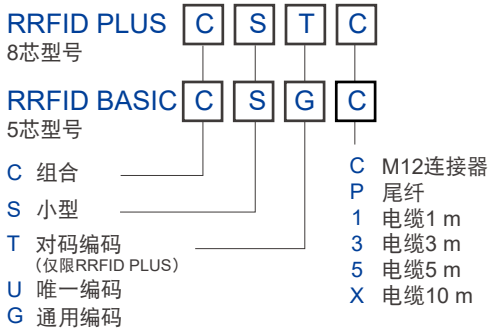 RRFID PLUS C S T C
8芯型号
RRFID BASIC C S G C
5芯型号
C 组合
S 小型
T 对码编码
（仅限RRFID PLUS）
U 唯一编码
G 通用编码
C M12连接器
P 尾纤
1 电缆1 m
3 电缆3 m
5 电缆5 m
X 电缆10 m